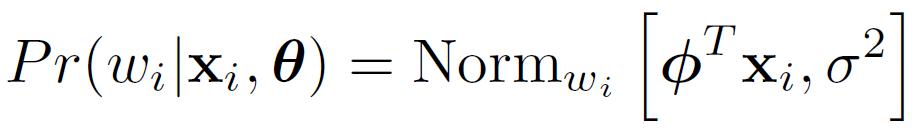 Pr(w_i|𝐱_i, 𝜽) = Norm_{w_i} [𝝓^T 𝐱_i, σ^2]